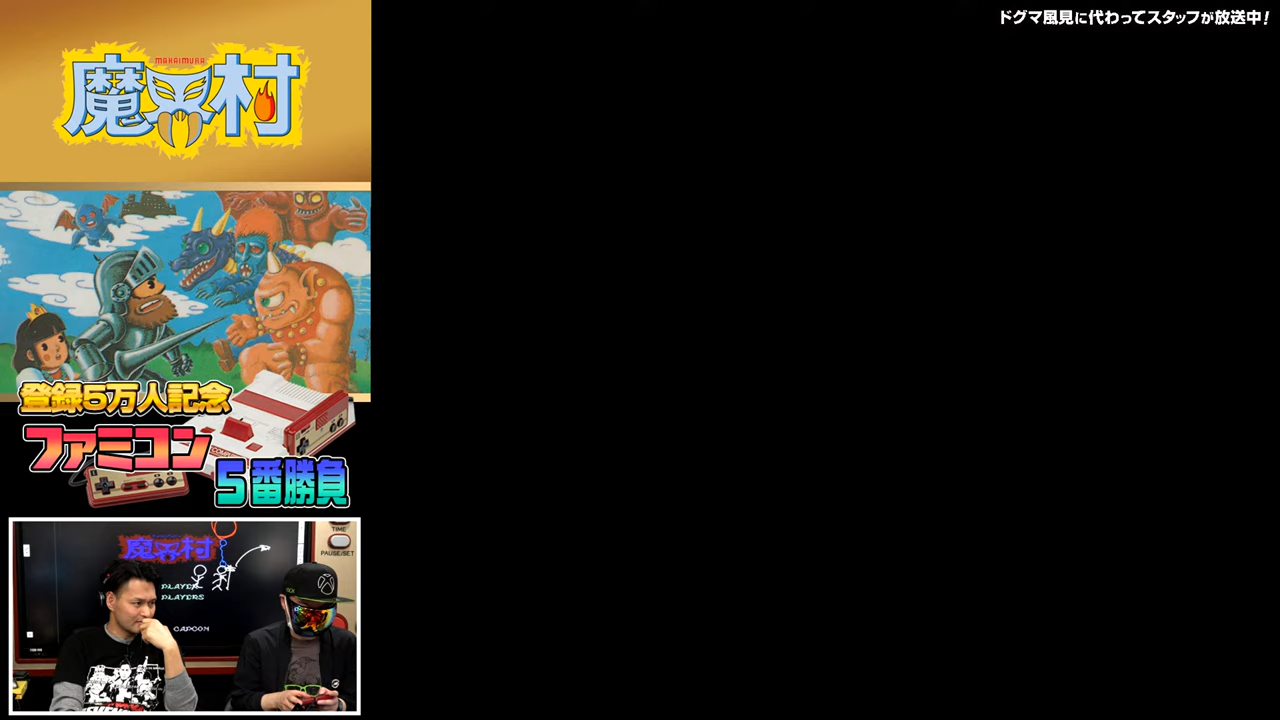 ドグマ風見に代わってスタッフが放送中!
MAKAIMURA
魔界村
登録5万人記念
ファミコン
5番勝負
魔界村
PLAYER
PLAYERS
CAPCOM
TIME
PAUSE/SET